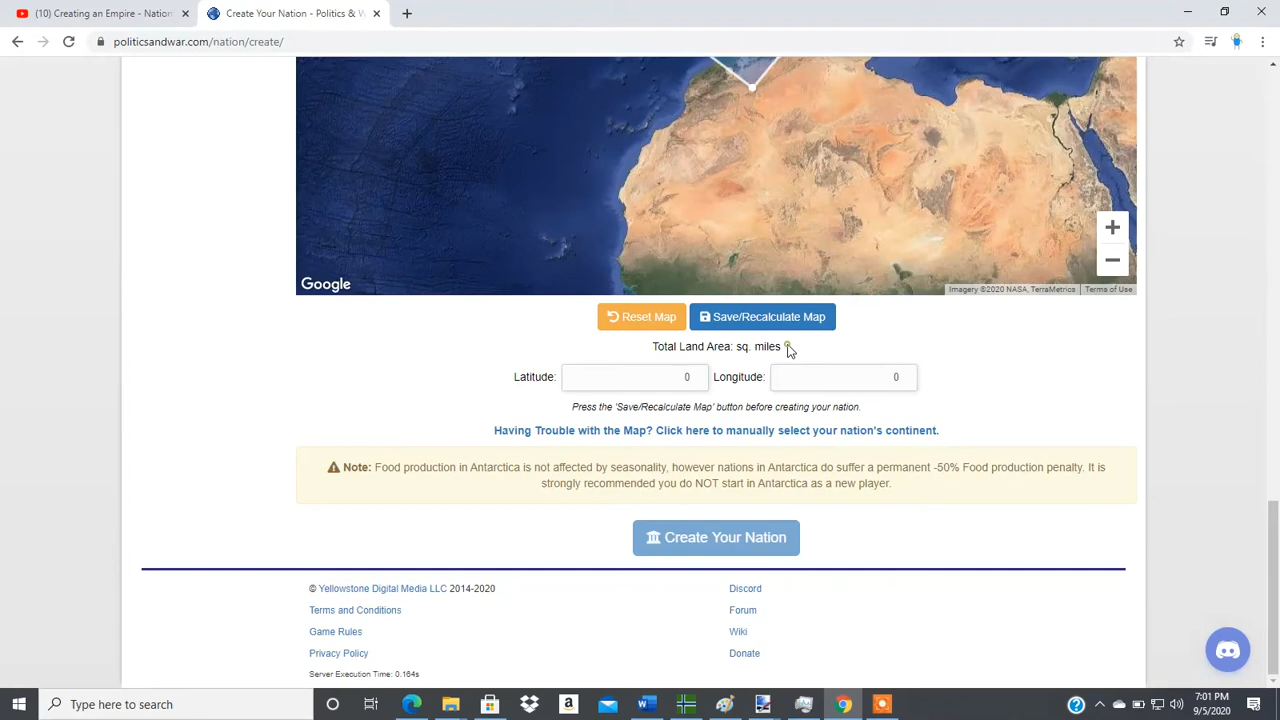 (10) Creating an Empire - Nation
Create Your Nation - Politics & W
politicsandwar.com/nation/create/
Google
Imagery ©2020 NASA, TerraMetrics
Terms of Use
Reset Map
Save/Recalculate Map
Total Land Area: sq. miles
Latitude: 0 Longitude: 0
Press the 'Save/Recalculate Map' button before creating your nation.
Having Trouble with the Map? Click here to manually select your nation's continent.
Note: Food production in Antarctica is not affected by seasonality, however nations in Antarctica do suffer a permanent -50% Food production penalty. It is
strongly recommended you do NOT start in Antarctica as a new player.
Create Your Nation
© Yellowstone Digital Media LLC 2014-2020
Discord
Terms and Conditions
Forum
Game Rules
Wiki
Privacy Policy
Donate
Server Execution Time: 0.164s
Type here to search
7:01 PM
9/5/2020